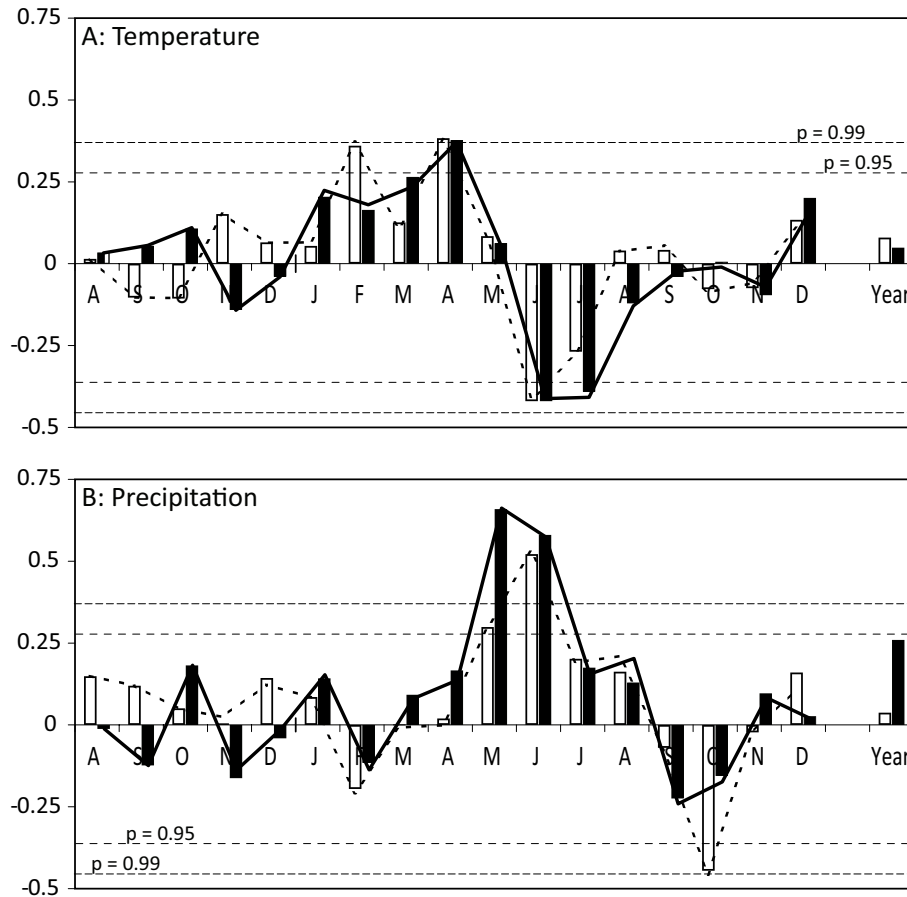 0.75
A: Temperature
0.5
p = 0.99
p = 0.95
0.25
0
A S O N D J F M A M J J A S O N D Year
-0.25
-0.5
0.75
B: Precipitation
0.5
0.25
0
A S O N D J F M A M J J A S O N D Year
-0.25
p = 0.95
p = 0.99
-0.5